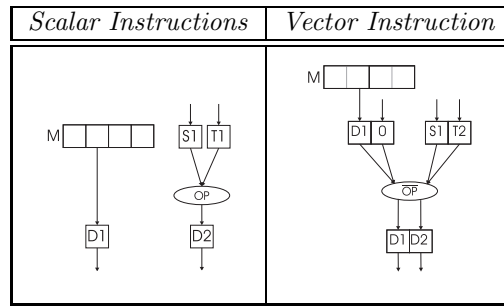 Scalar Instructions
Vector Instruction
M
S1 T1
OP
D1
D2
M
D1 0
S1 T2
OP
D1 D2